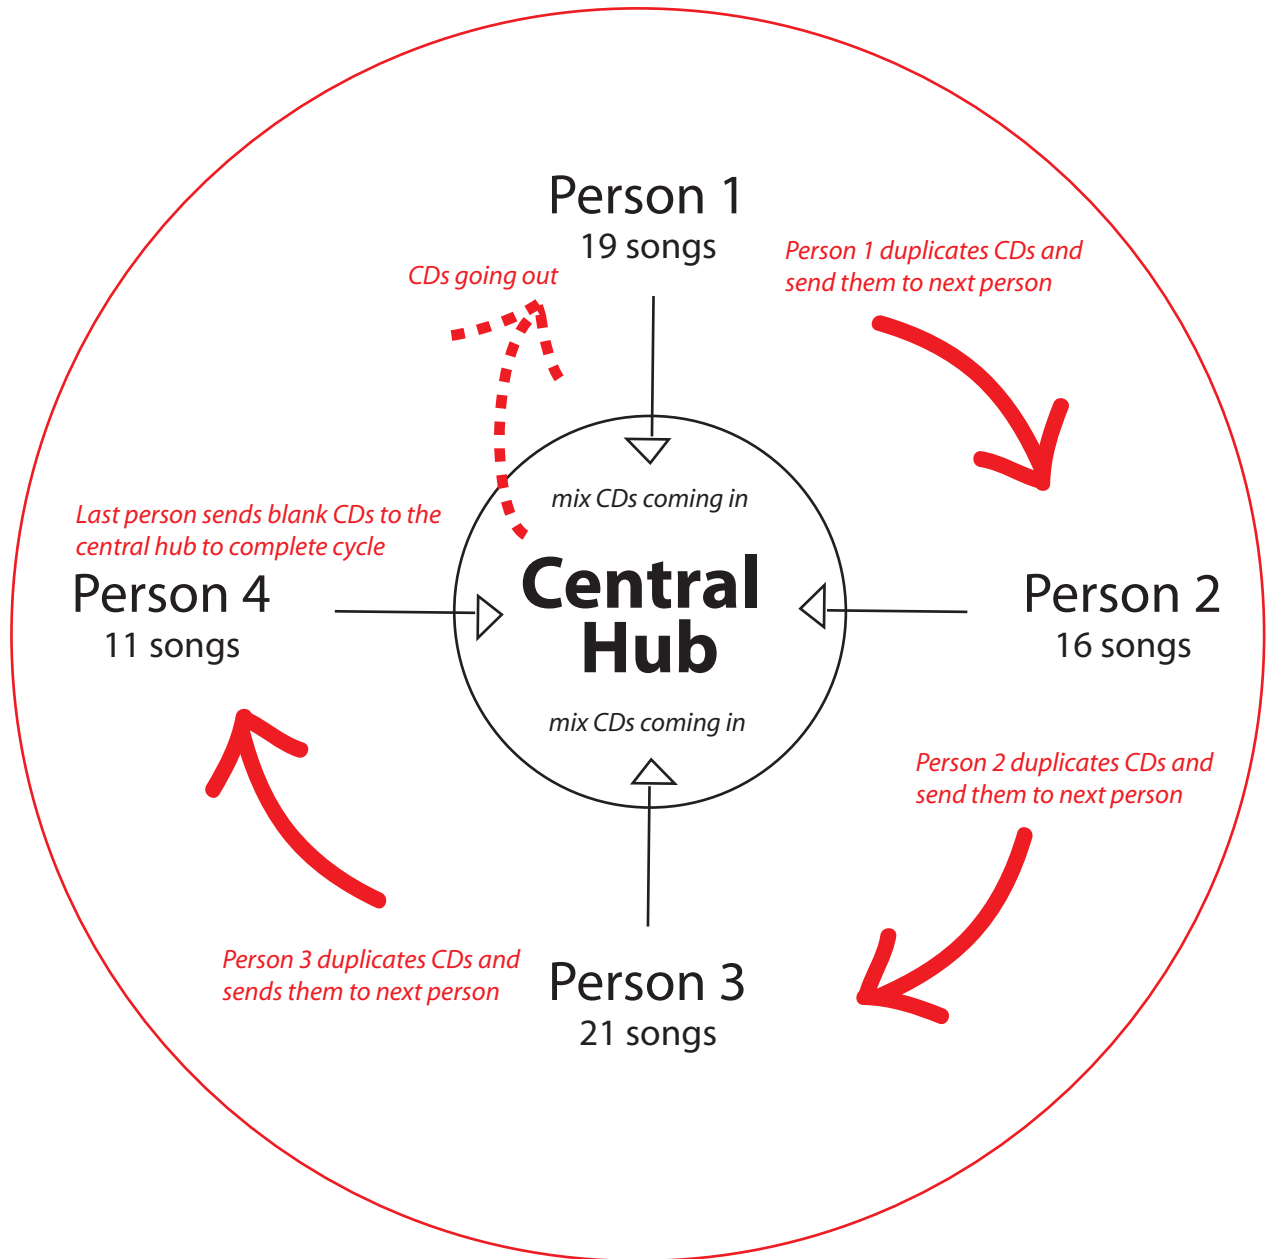 Person 1
19 songs
CDs going out
Person 1 duplicates CDs and
send them to next person
mix CDs coming in
Last person sends blank CDs to the
central hub to complete cycle
Person 4
11 songs
Central
Hub
Person 2
16 songs
mix CDs coming in
Person 2 duplicates CDs and
send them to next person
Person 3 duplicates CDs and
sends them to next person
Person 3
21 songs